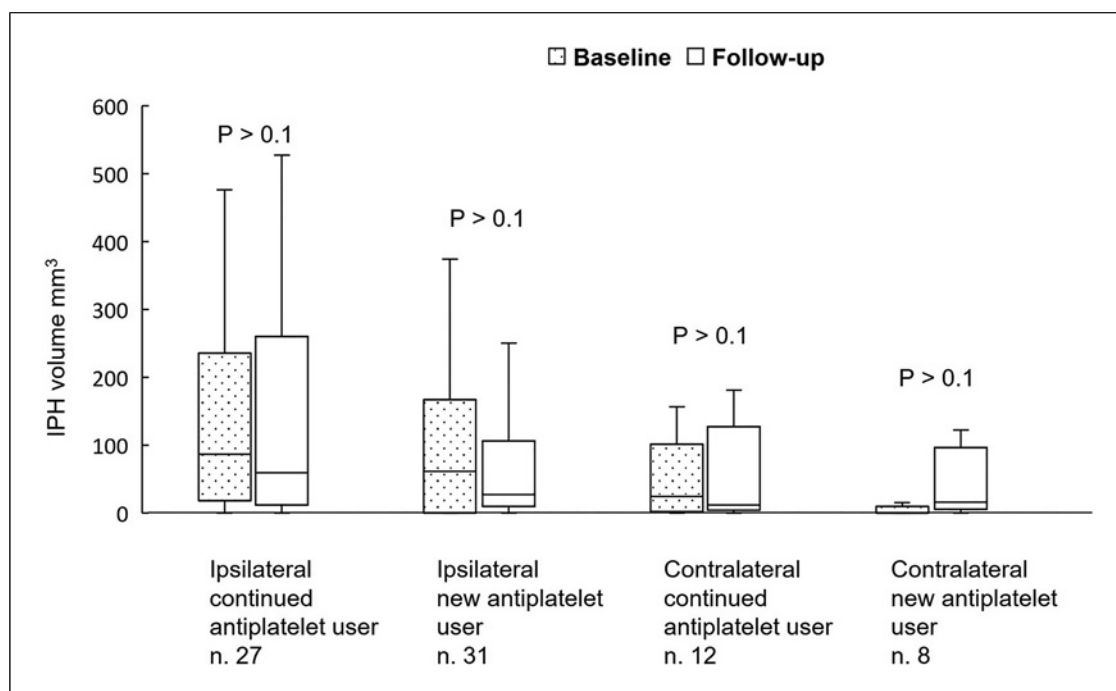 Baseline Follow-up
600
P > 0.1
500
P > 0.1
400
300
P > 0.1
200
P > 0.1
100
0
IPH volume mm³
Ipsilateral
continued
antiplatelet user
n. 27
Ipsilateral
new antiplatelet
user
n. 31
Contralateral
continued
antiplatelet user
n. 12
Contralateral
new antiplatelet
user
n. 8